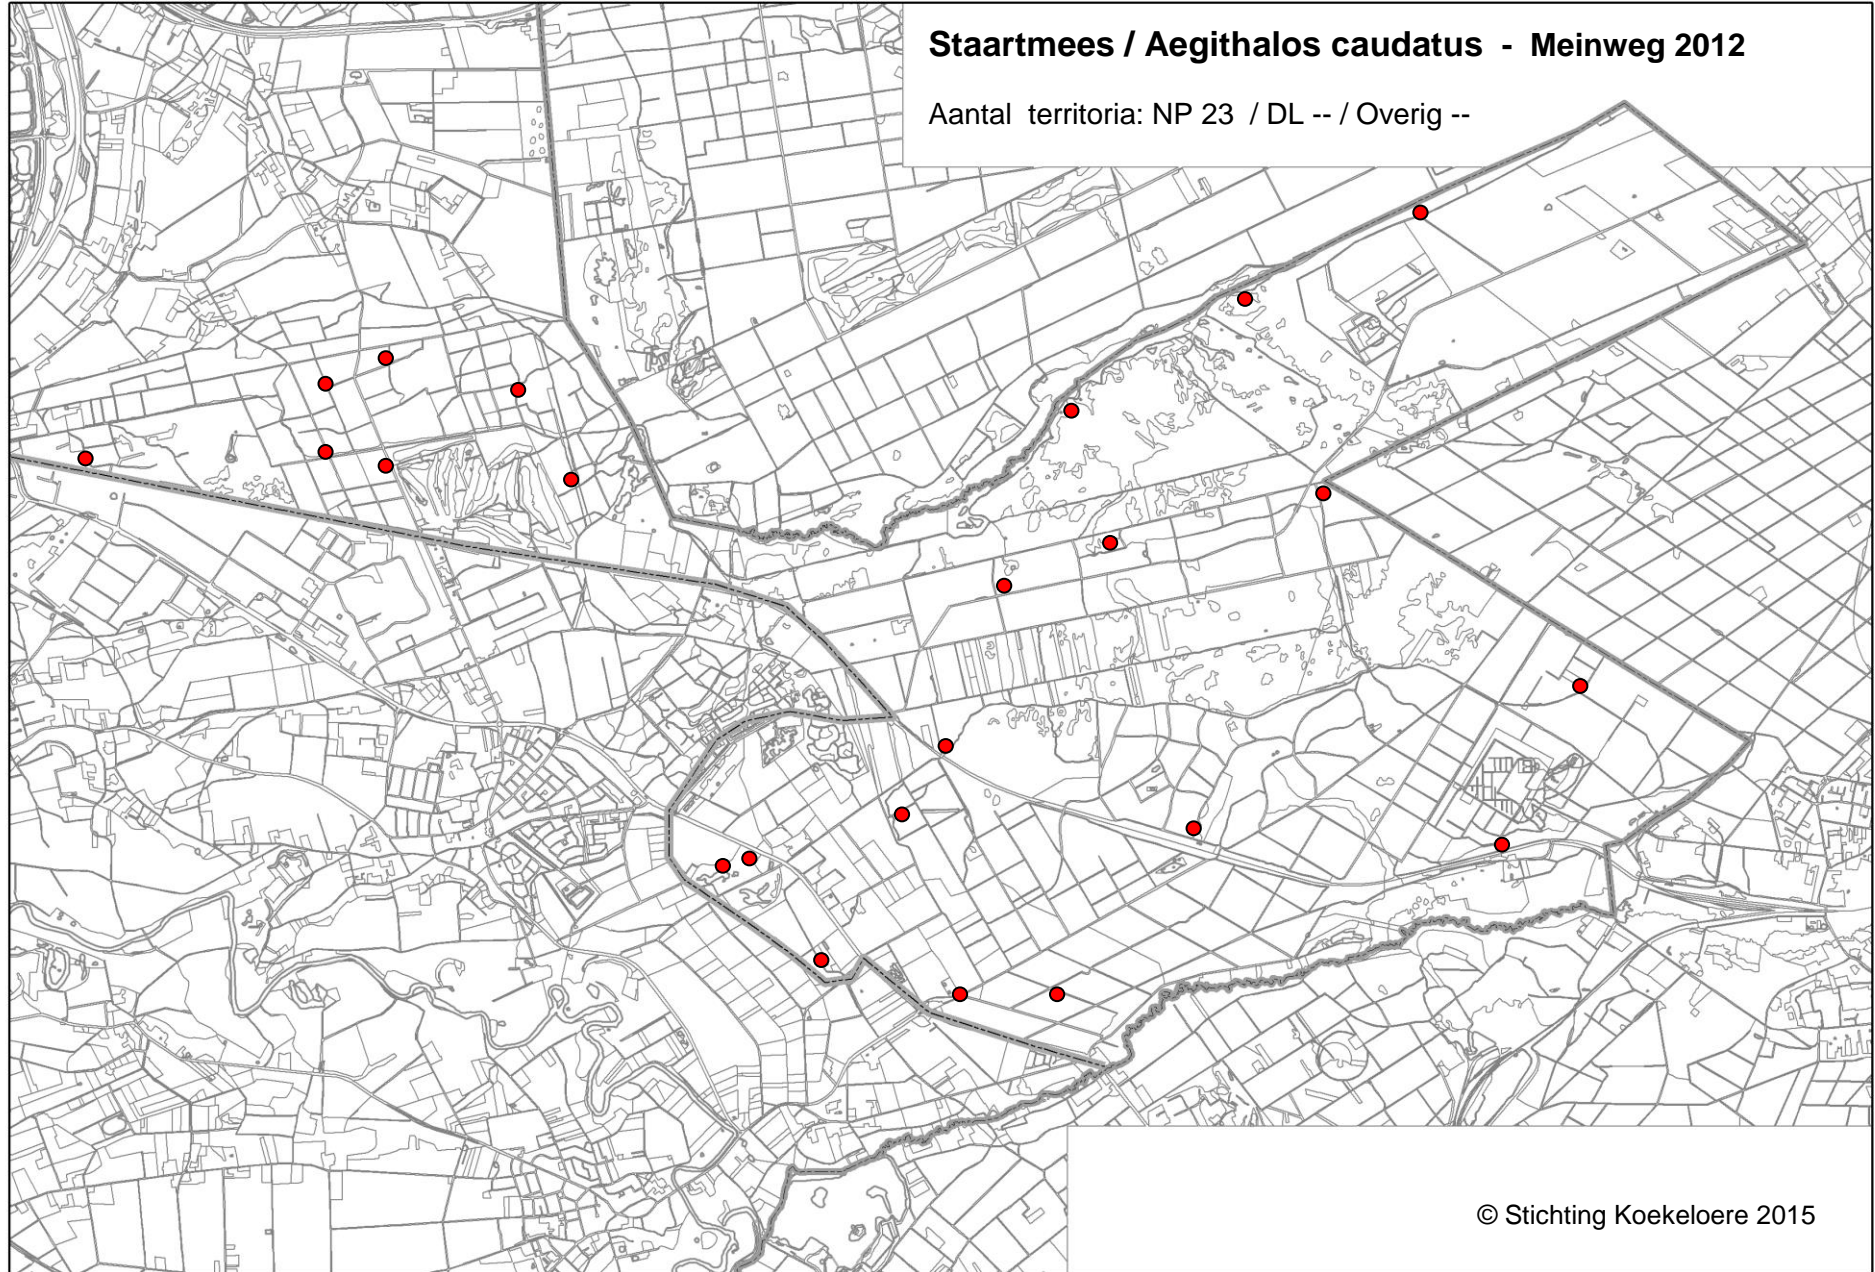 Staartmees / Aegithalos caudatus - Meinweg 2012
Aantal territoria: NP 23 / DL -- / Overig --
© Stichting Koekeloere 2015